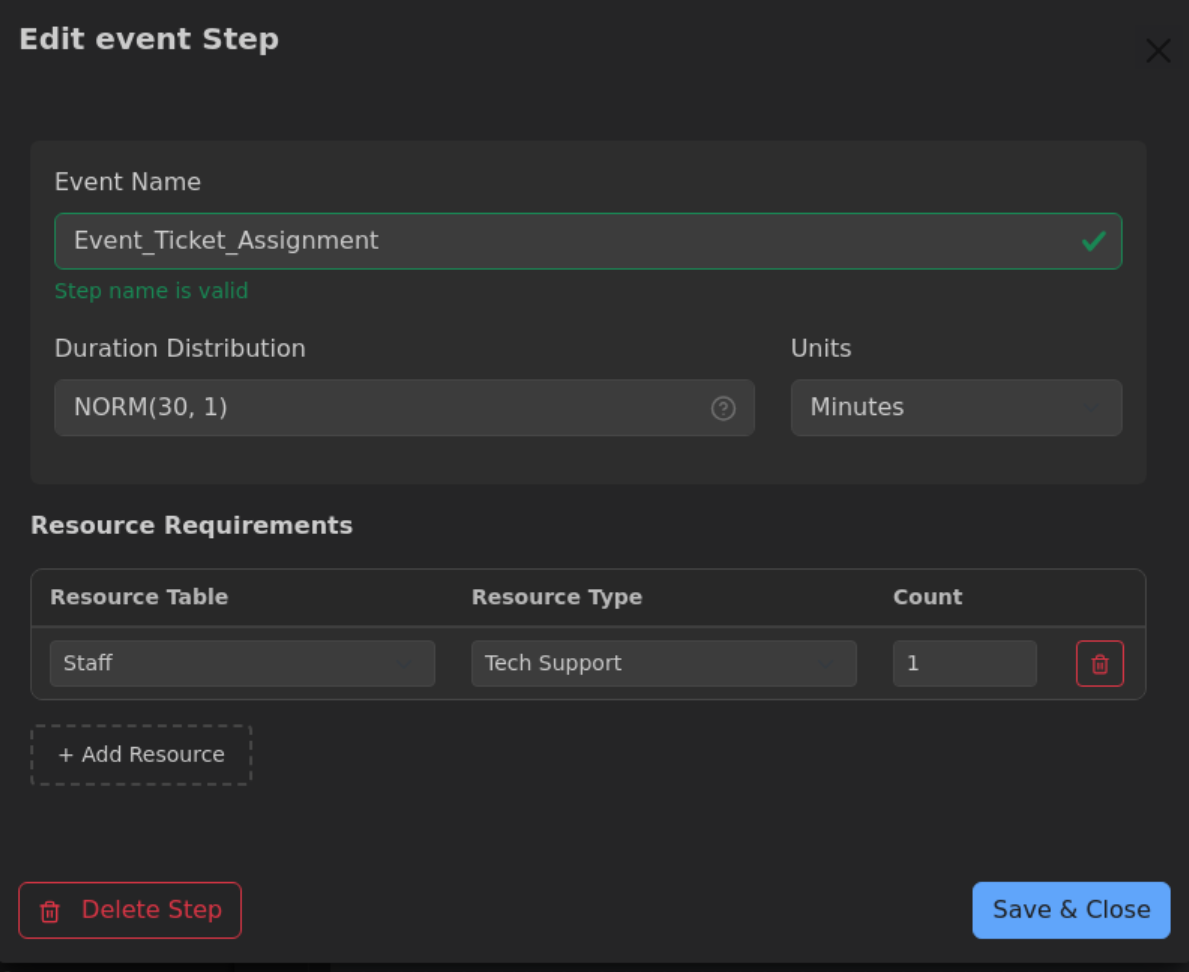 Edit event Step
Event Name
Event_Ticket_Assignment
Step name is valid
Duration Distribution Units
NORM(30, 1) Minutes
Resource Requirements
Resource Table Resource Type Count
Staff Tech Support 1
+ Add Resource
Delete Step Save & Close